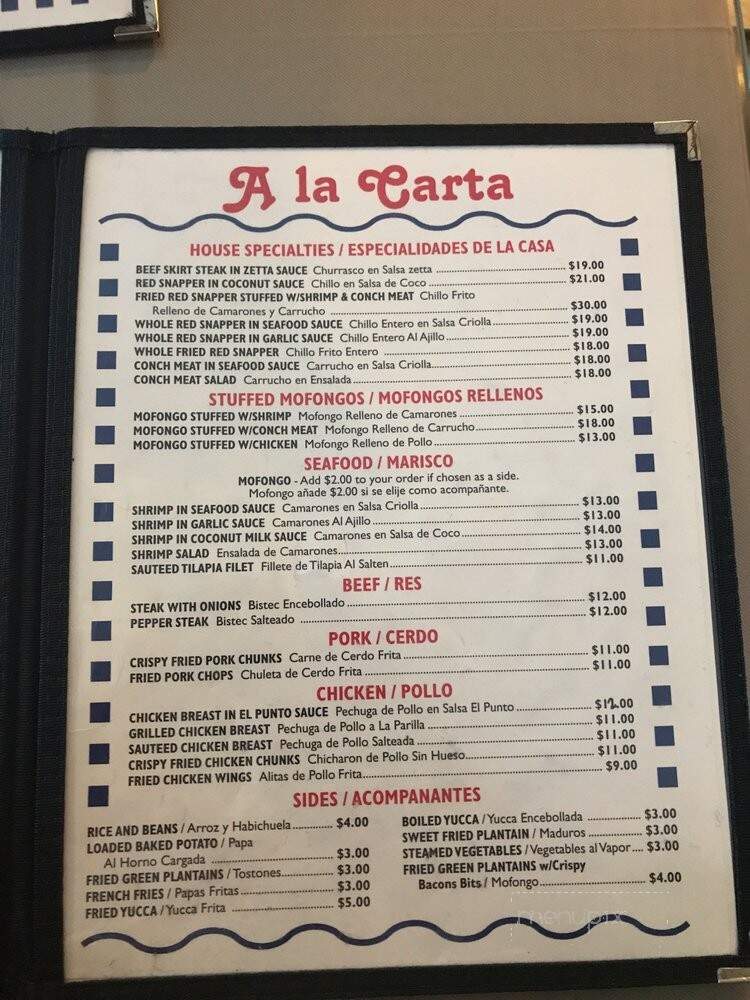 A la Carta
HOUSE SPECIALTIES / ESPECIALIDADES DE LA CASA
BEEF SKIRT STEAK IN ZETTA SAUCE Churrasco en Salsa zetta $19.00
RED SNAPPER IN COCONUT SAUCE Chillo en Salsa de Coco $21.00
FRIED RED SNAPPER STUFFED W/SHRIMP & CONCH MEAT Chillo Frito
Relleno de Camarones y Carrucho $30.00
WHOLE RED SNAPPER IN SEAFOOD SAUCE Chillo Entero en Salsa Criolla $19.00
WHOLE RED SNAPPER IN GARLIC SAUCE Chillo Entero Al Ajillo $19.00
WHOLE FRIED RED SNAPPER Chillo Frito Entero $18.00
CONCH MEAT IN SEAFOOD SAUCE Carrucho en Salsa Criolla $18.00
CONCH MEAT SALAD Carrucho en Ensalada $18.00
STUFFED MOFONGOS / MOFONGOS RELLENOS
MOFONGO STUFFED W/SHRIMP Mofongo Relleno de Camarones $15.00
MOFONGO STUFFED W/CONCH MEAT Mofongo Relleno de Carrucho $18.00
MOFONGO STUFFED W/CHICKEN Mofongo Relleno de Pollo $13.00
SEAFOOD / MARISCO
MOFONGO - Add $2.00 to your order if chosen as a side.
Mofongo añade $2.00 si se elije como acompañante.
SHRIMP IN SEAFOOD SAUCE Camarones en Salsa Criolla $13.00
SHRIMP IN GARLIC SAUCE Camarones Al Ajillo $13.00
SHRIMP IN COCONUT MILK SAUCE Camarones en Salsa de Coco $14.00
SHRIMP SALAD Ensalada de Camarones $13.00
SAUTEED TILAPIA FILET Fillete de Tilapia Al Salten $11.00
BEEF / RES
STEAK WITH ONIONS Bistec Encebollado $12.00
PEPPER STEAK Bistec Salteado $12.00
PORK / CERDO
CRISPY FRIED PORK CHUNKS Carne de Cerdo Frita $11.00
FRIED PORK CHOPS Chuleta de Cerdo Frita $11.00
CHICKEN / POLLO
CHICKEN BREAST IN EL PUNTO SAUCE Pechuga de Pollo en Salsa El Punto $12.00
GRILLED CHICKEN BREAST Pechuga de Pollo a La Parilla $11.00
SAUTEED CHICKEN BREAST Pechuga de Pollo Salteada $11.00
CRISPY FRIED CHICKEN CHUNKS Chicharon de Pollo Sin Hueso $11.00
FRIED CHICKEN WINGS Alitas de Pollo Frita $9.00
SIDES / ACOMPANANTES
RICE AND BEANS / Arroz y Habichuela $4.00
LOADED BAKED POTATO / Papa
Al Horno Cargada $3.00
FRIED GREEN PLANTAINS / Tostones $3.00
FRENCH FRIES / Papas Fritas $3.00
FRIED YUCCA / Yucca Frita $5.00
BOILED YUCCA / Yucca Encebollada $3.00
SWEET FRIED PLANTAIN / Maduros $3.00
STEAMED VEGETABLES / Vegetables al Vapor $3.00
FRIED GREEN PLANTAINS w/Crispy
Bacons Bits / Mofongo $4.00
menupix